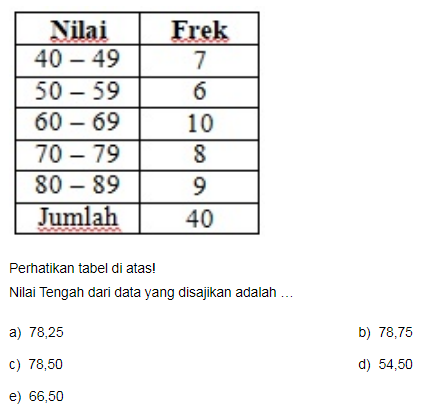 Nilai Frek
40 – 49 7
50 – 59 6
60 – 69 10
70 – 79 8
80 – 89 9
Jumlah 40
Perhatikan tabel di atas!
Nilai Tengah dari data yang disajikan adalah ...
a) 78,25 b) 78,75
c) 78,50 d) 54,50
e) 66,50